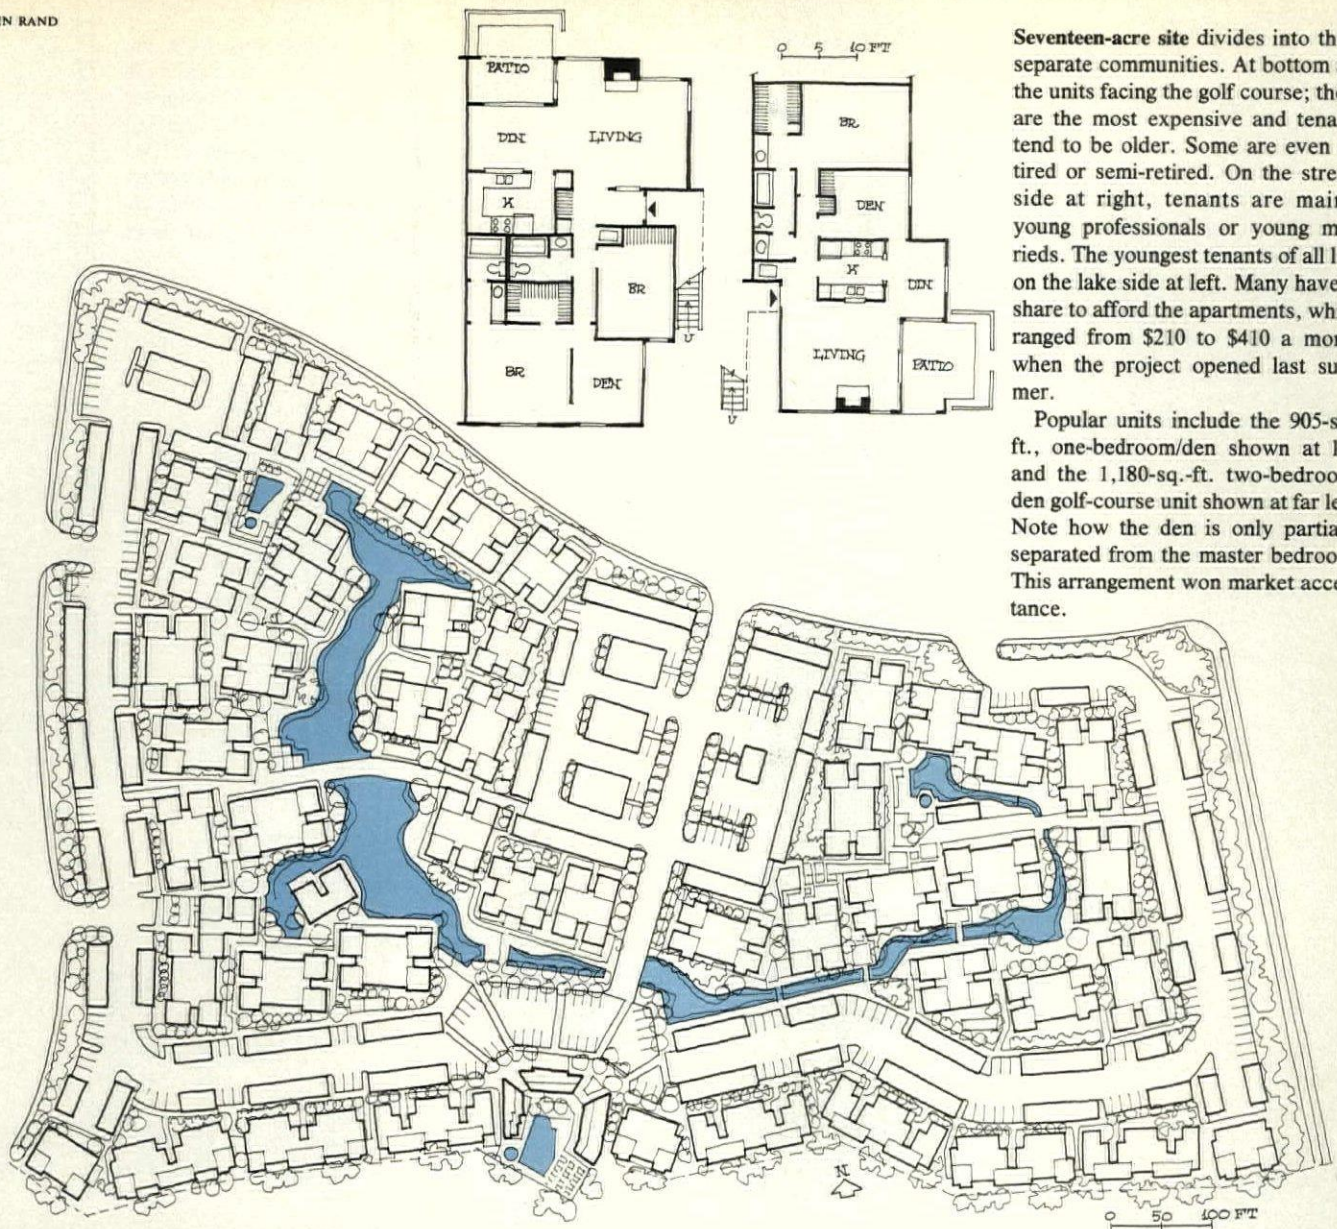 IN RAND
Seventeen-acre site divides into th
separate communities. At bottom
the units facing the golf course; the
are the most expensive and tena
tend to be older. Some are even
tired or semi-retired. On the stre
side at right, tenants are main
young professionals or young m
rieds. The youngest tenants of all l
on the lake side at left. Many have
share to afford the apartments, wh
ranged from $210 to $410 a mon
when the project opened last su
mer.
Popular units include the 905-s
ft., one-bedroom/den shown at l
and the 1,180-sq.-ft. two-bedroo
den golf-course unit shown at far le
Note how the den is only partia
separated from the master bedroo
This arrangement won market acce
tance.
PATIO
DIN
LIVING
K
BR
BR
DEN
U
0 5 10 FT
BR
DEN
K
DIN
LIVING
PATIO
U
N
0 50 100 FT